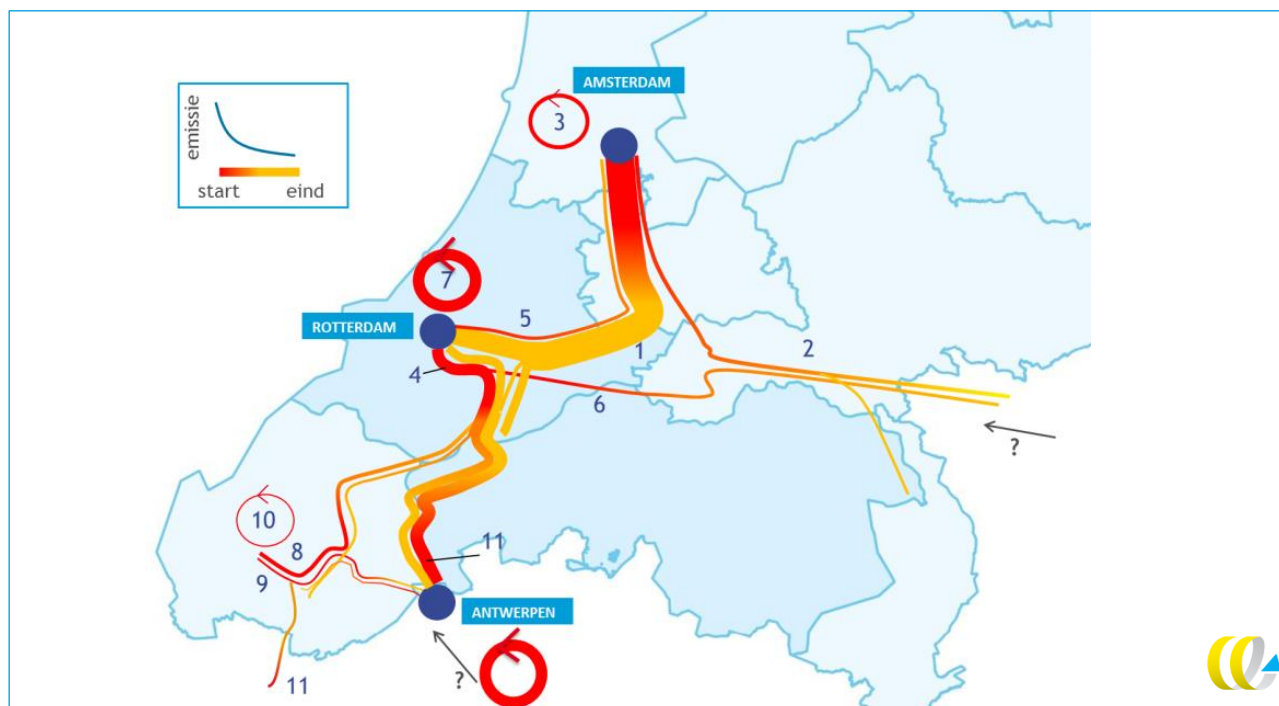 AMSTERDAM
3
emissie
start eind
7
ROTTERDAM
5
1
2
4
6
?
10
8
11
9
ANTWERPEN
?
11